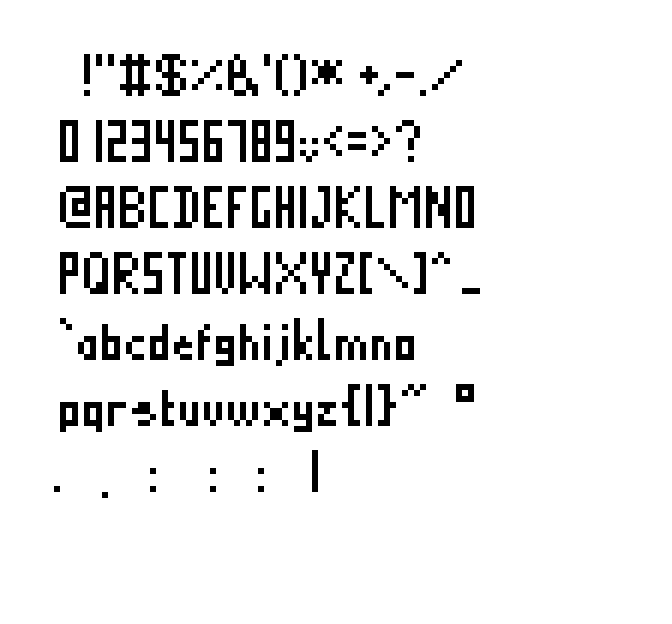 !"#$%&'()* +,-./
0 123456789:;<=>?
@ABCDEFGHIJKLMNO
PQRSTUVWXYZ[\]^_
`abcdefghijklmno
pqrstuvwxyz{|}~ °
. . : : : |